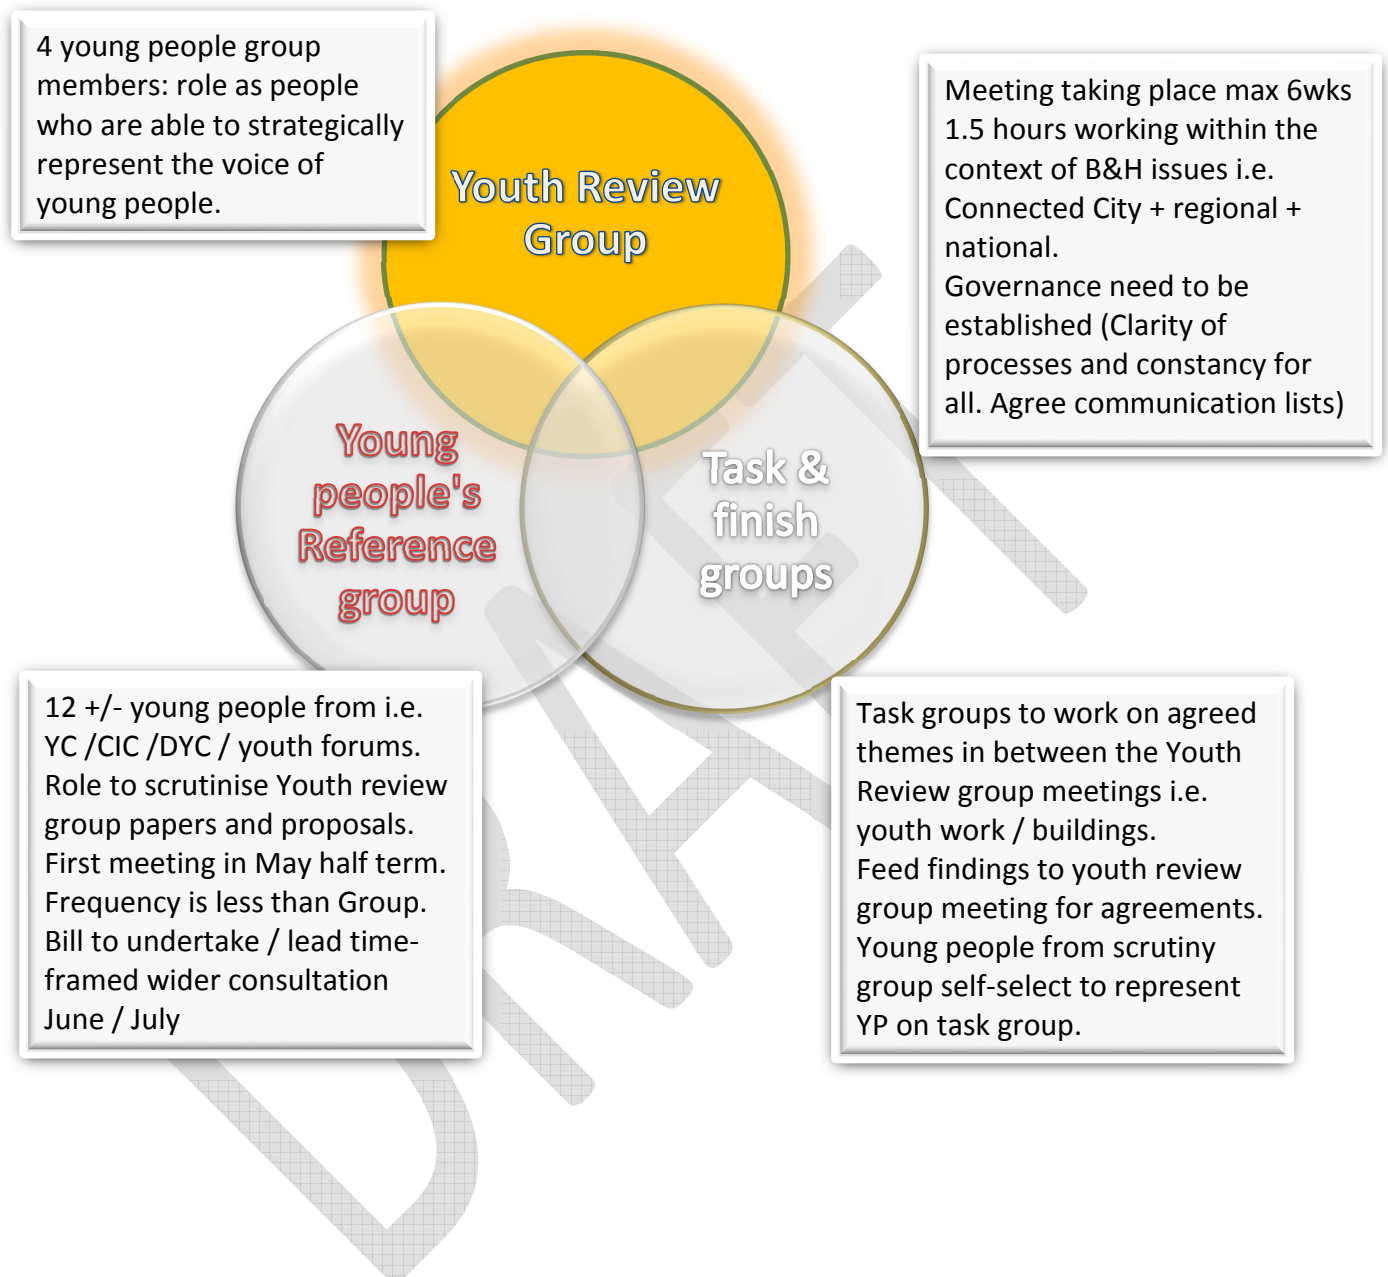 4 young people group
members: role as people
who are able to strategically
represent the voice of
young people.
Youth Review
Group
Meeting taking place max 6wks
1.5 hours working within the
context of B&H issues i.e.
Connected City + regional +
national.
Governance need to be
established (Clarity of
processes and constancy for
all. Agree communication lists)
Young
people's
Reference
group
Task &
finish
groups
12 +/- young people from i.e.
YC /CIC /DYC / youth forums.
Role to scrutinise Youth review
group papers and proposals.
First meeting in May half term.
Frequency is less than Group.
Bill to undertake / lead time-
framed wider consultation
June / July
Task groups to work on agreed
themes in between the Youth
Review group meetings i.e.
youth work / buildings.
Feed findings to youth review
group meeting for agreements.
Young people from scrutiny
group self-select to represent
YP on task group.
DRAFT